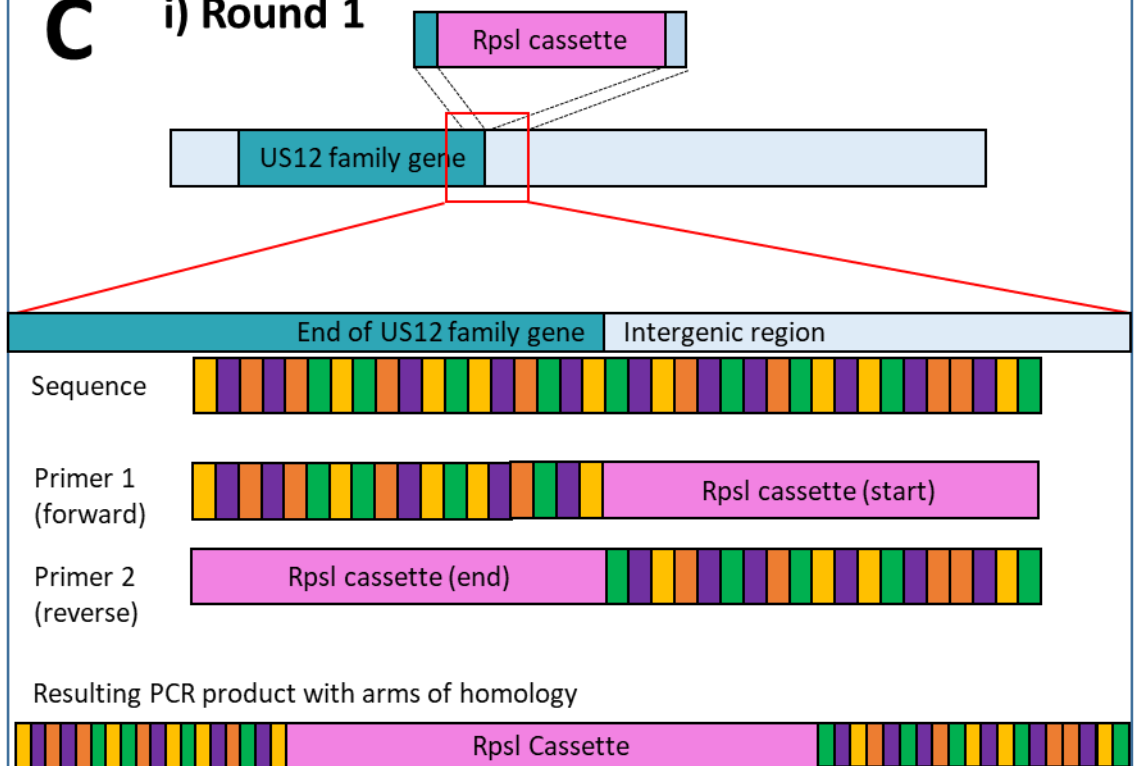 C
i) Round 1
Rpsl cassette
US12 family gene
End of US12 family gene
Intergenic region
Sequence
Primer 1
(forward)
Rpsl cassette (start)
Primer 2
(reverse)
Rpsl cassette (end)
Resulting PCR product with arms of homology
Rpsl Cassette